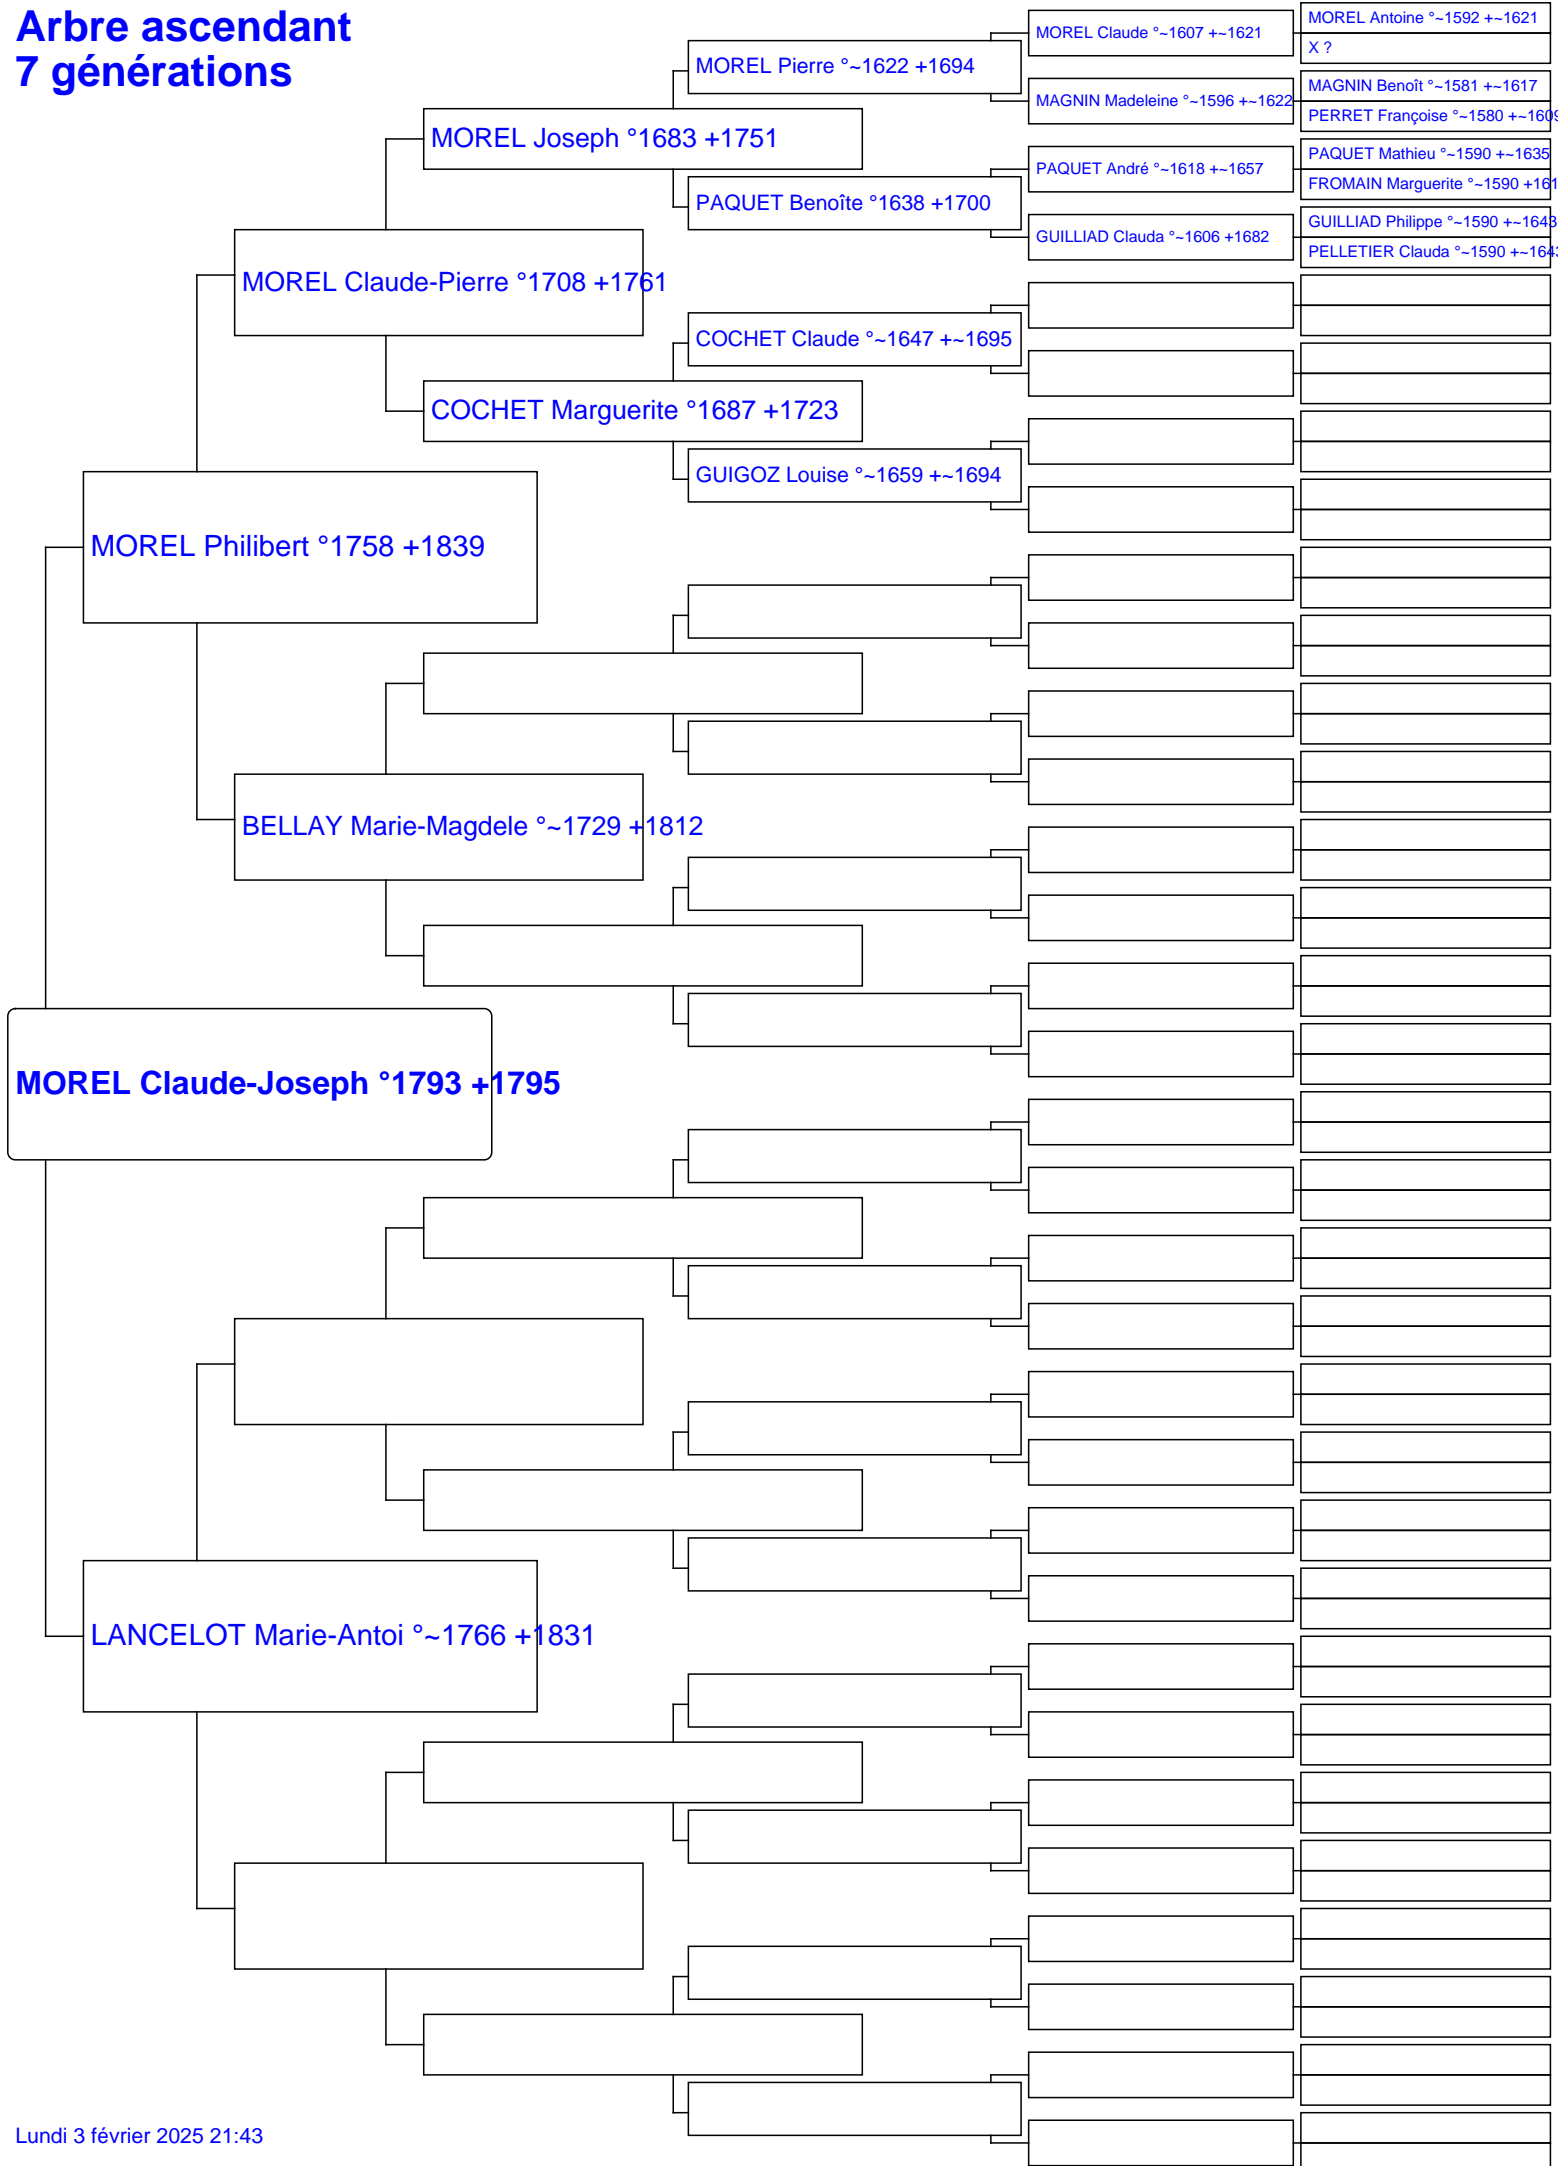 Arbre ascendant
7 générations
MOREL Antoine °~1592 +~1621
MOREL Claude °~1607 +~1621
X ?
MOREL Pierre °~1622 +1694
MAGNIN Benoît °~1581 +~1617
MAGNIN Madeleine °~1596 +~1622
PERRET Françoise °~1580 +~1609
MOREL Joseph °1683 +1751
PAQUET Mathieu °~1590 +~1635
PAQUET André °~1618 +~1657
FROMAIN Marguerite °~1590 +161
PAQUET Benoîte °1638 +1700
GUILLIAD Philippe °~1590 +~1643
GUILLIAD Clauda °~1606 +1682
PELLETIER Clauda °~1590 +~1643
MOREL Claude-Pierre °1708 +1761
COCHET Claude °~1647 +~1695
COCHET Marguerite °1687 +1723
GUIGOZ Louise °~1659 +~1694
MOREL Philibert °1758 +1839
BELLAY Marie-Magdele °~1729 +1812
MOREL Claude-Joseph °1793 +1795
LANCELOT Marie-Antoi °~1766 +1831
Lundi 3 février 2025 21:43